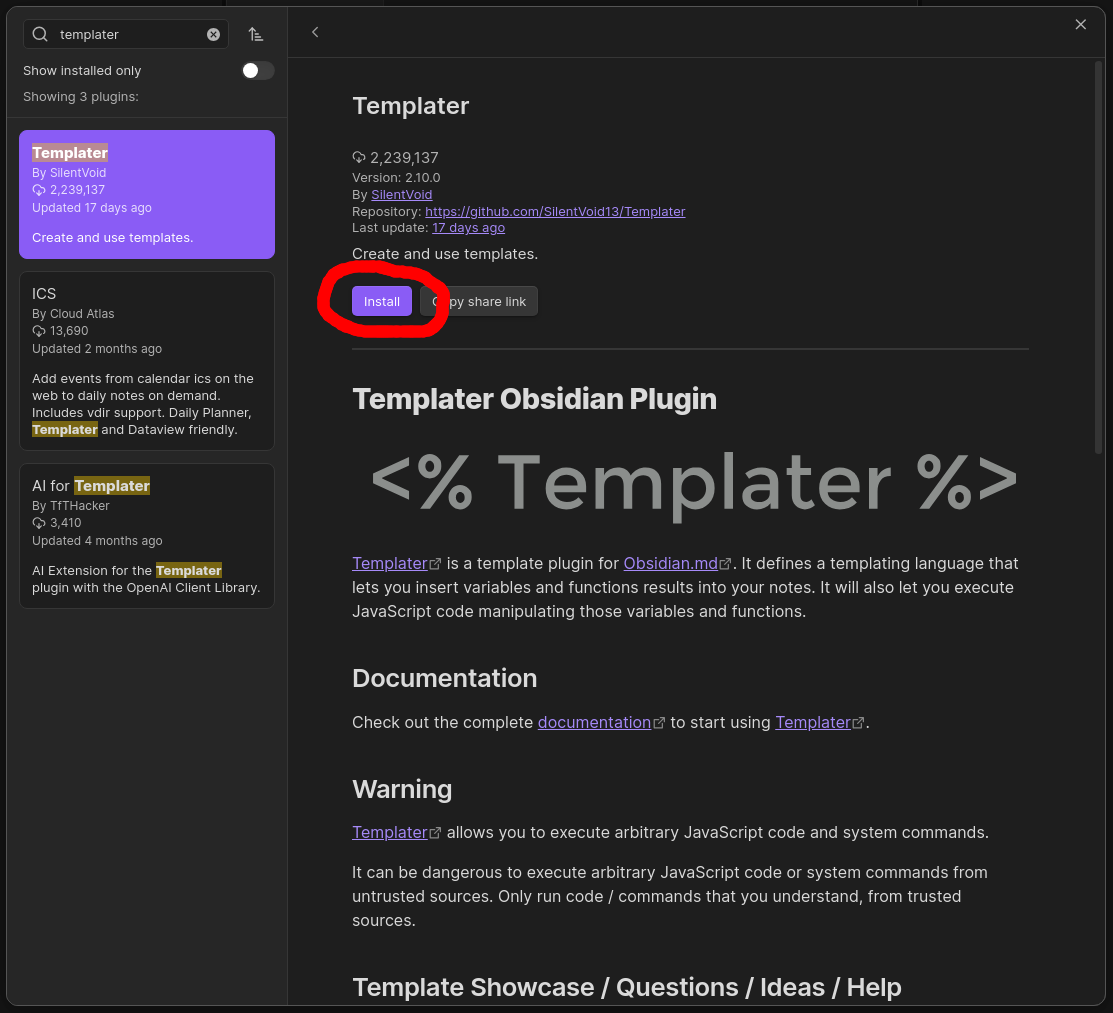 templater
Show installed only
Showing 3 plugins:
Templater
By SilentVoid
2,239,137
Updated 17 days ago
Create and use templates.
ICS
By Cloud Atlas
13,690
Updated 2 months ago
Add events from calendar ics on the
web to daily notes on demand.
Includes vdir support. Daily Planner,
Templater and Dataview friendly.
AI for Templater
By TfTHacker
3,410
Updated 4 months ago
AI Extension for the Templater
plugin with the OpenAI Client Library.
Templater
2,239,137
Version: 2.10.0
By SilentVoid
Repository: https://github.com/SilentVoid13/Templater
Last update: 17 days ago
Create and use templates.
Install
Copy share link
Templater Obsidian Plugin
<% Templater %>
Templater is a template plugin for Obsidian.md. It defines a templating language that
lets you insert variables and functions results into your notes. It will also let you execute
JavaScript code manipulating those variables and functions.
Documentation
Check out the complete documentation to start using Templater.
Warning
Templater allows you to execute arbitrary JavaScript code and system commands.
It can be dangerous to execute arbitrary JavaScript code or system commands from
untrusted sources. Only run code / commands that you understand, from trusted
sources.
Template Showcase / Questions / Ideas / Help